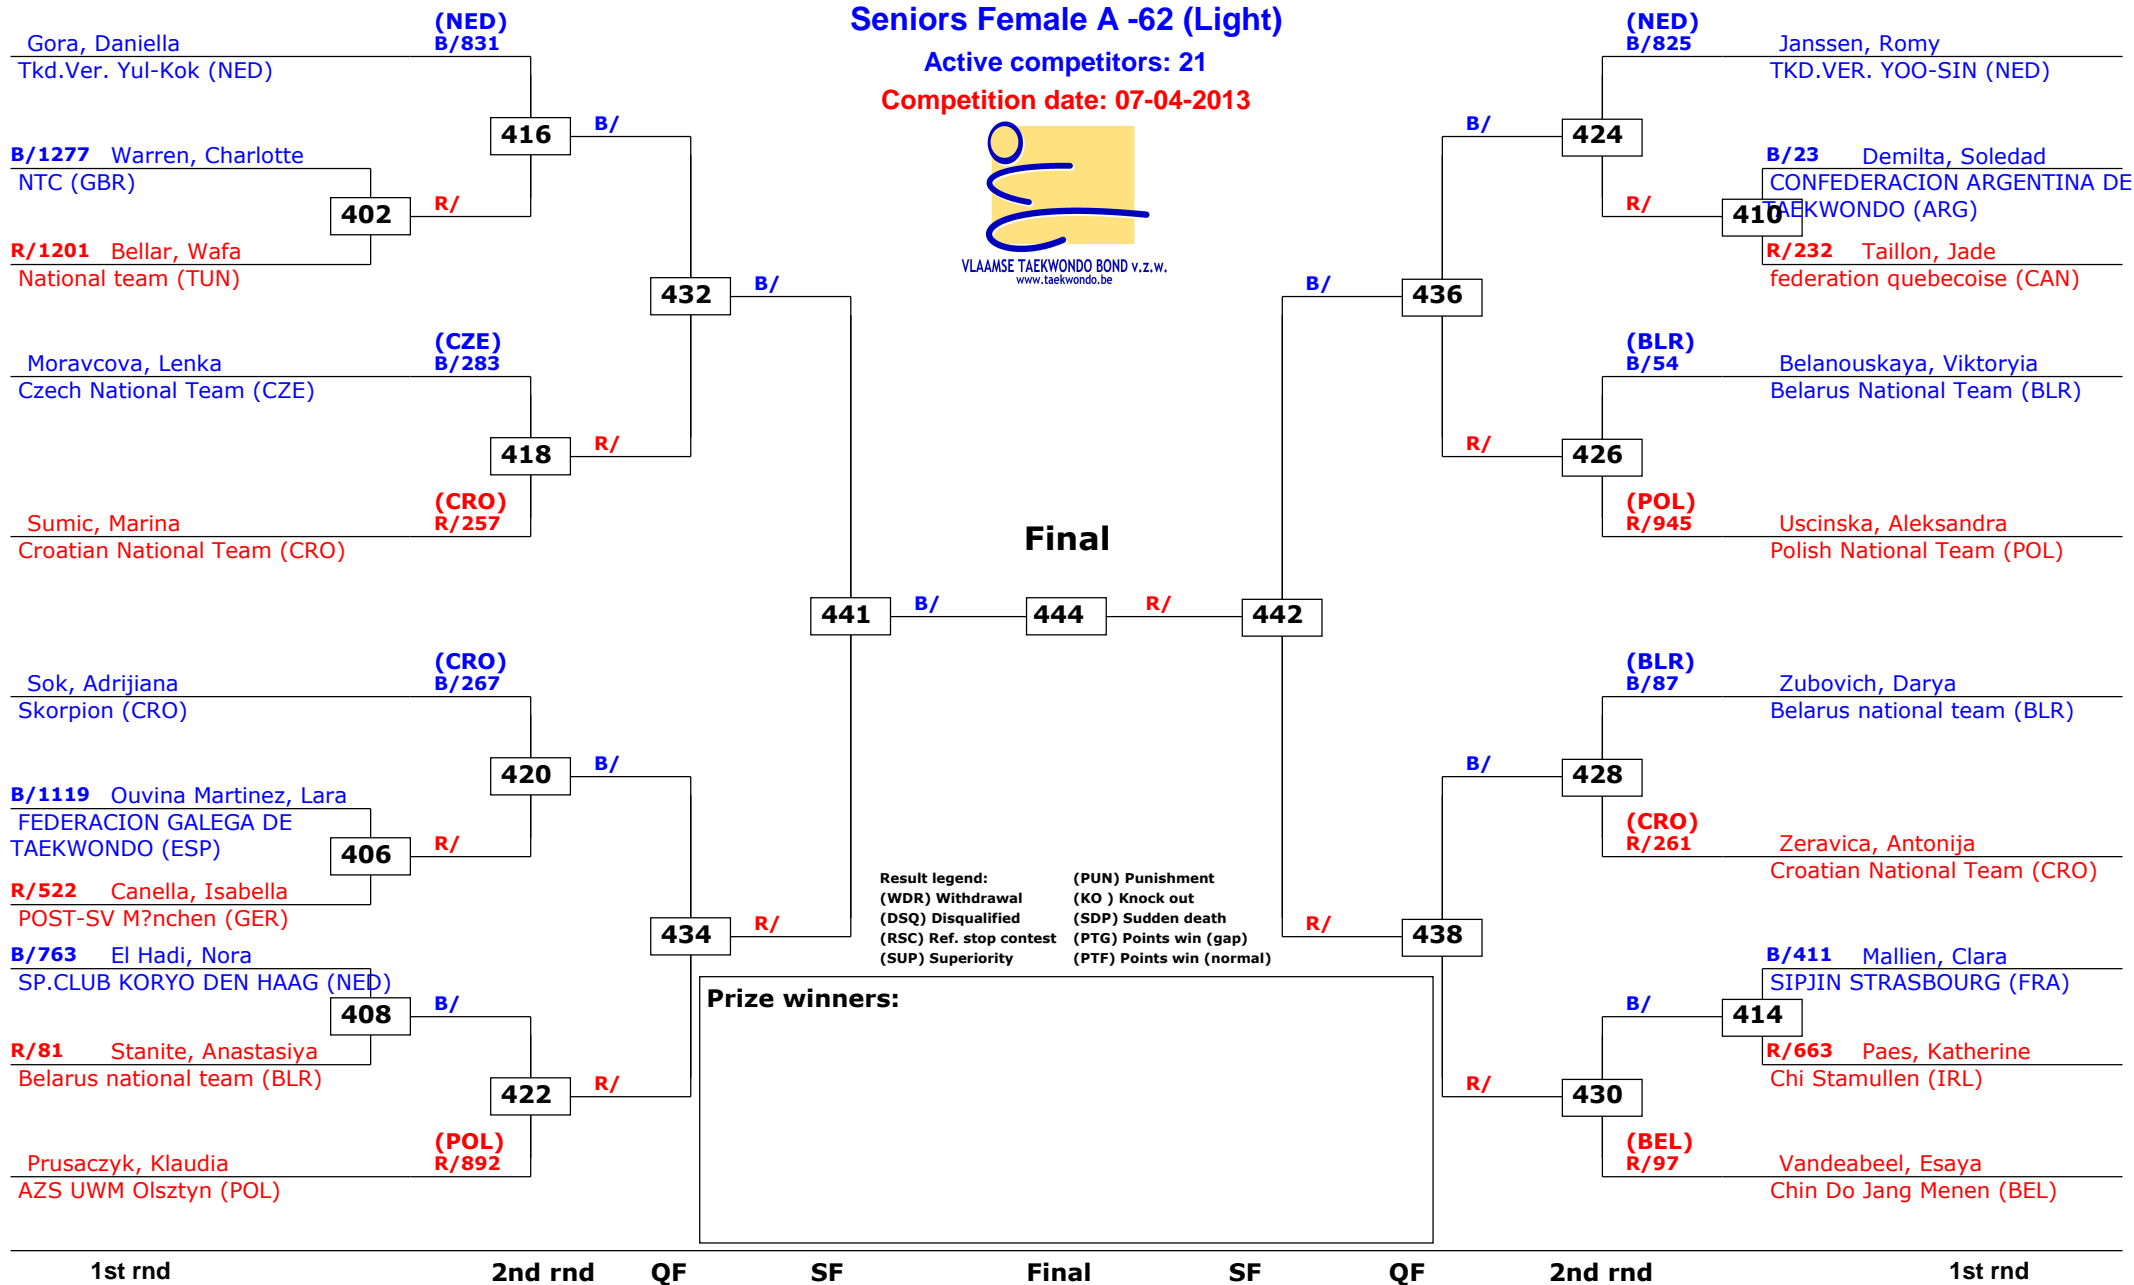 Seniors Female A -62 (Light)
Active competitors: 21
Competition date: 07-04-2013
VLAAMSE TAEKWONDO BOND v.z.w.
www.taekwondo.be
(NED)
Gora, Daniella B/831
Tkd.Ver. Yul-Kok (NED)
416 B/
B/1277 Warren, Charlotte
NTC (GBR)
402 R/
R/1201 Bellar, Wafa
National team (TUN)
432 B/
(CZE)
Moravcova, Lenka B/283
Czech National Team (CZE)
418 R/
(CRO)
Sumic, Marina R/257
Croatian National Team (CRO)
441 B/
(CRO)
Sok, Adrijiana B/267
Skorpion (CRO)
420 B/
B/1119 Ouvina Martinez, Lara
FEDERACION GALEGA DE
TAEKWONDO (ESP)
406 R/
R/522 Canella, Isabella
POST-SV M?nchen (GER)
434 R/
B/763 El Hadi, Nora
SP.CLUB KORYO DEN HAAG (NED)
408 B/
R/81 Stanite, Anastasiya
Belarus national team (BLR)
422 R/
(POL)
Prusaczyk, Klaudia R/892
AZS UWM Olsztyn (POL)
Final
444
(NED)
B/825 Janssen, Romy
TKD.VER. YOO-SIN (NED)
B/ 424
B/23 Demilta, Soledad
CONFEDERACION ARGENTINA DE
TAEKWONDO (ARG)
R/ 410
R/232 Taillon, Jade
federation quebecoise (CAN)
B/ 436
(BLR)
B/54 Belanouskaya, Viktoryia
Belarus National Team (BLR)
R/ 426
(POL)
R/945 Uscinska, Aleksandra
Polish National Team (POL)
R/ 442
(BLR)
B/87 Zubovich, Darya
Belarus national team (BLR)
B/ 428
(CRO)
R/261 Zeravica, Antonija
Croatian National Team (CRO)
R/ 438
B/411 Mallien, Clara
SIPJIN STRASBOURG (FRA)
B/ 414
R/663 Paes, Katherine
Chi Stamullen (IRL)
R/ 430
(BEL)
R/97 Vandeabeel, Esaya
Chin Do Jang Menen (BEL)
Result legend: (PUN) Punishment
(WDR) Withdrawal (KO ) Knock out
(DSQ) Disqualified (SDP) Sudden death
(RSC) Ref. stop contest (PTG) Points win (gap)
(SUP) Superiority (PTF) Points win (normal)
Prize winners:
1st rnd 2nd rnd QF SF Final SF QF 2nd rnd 1st rnd